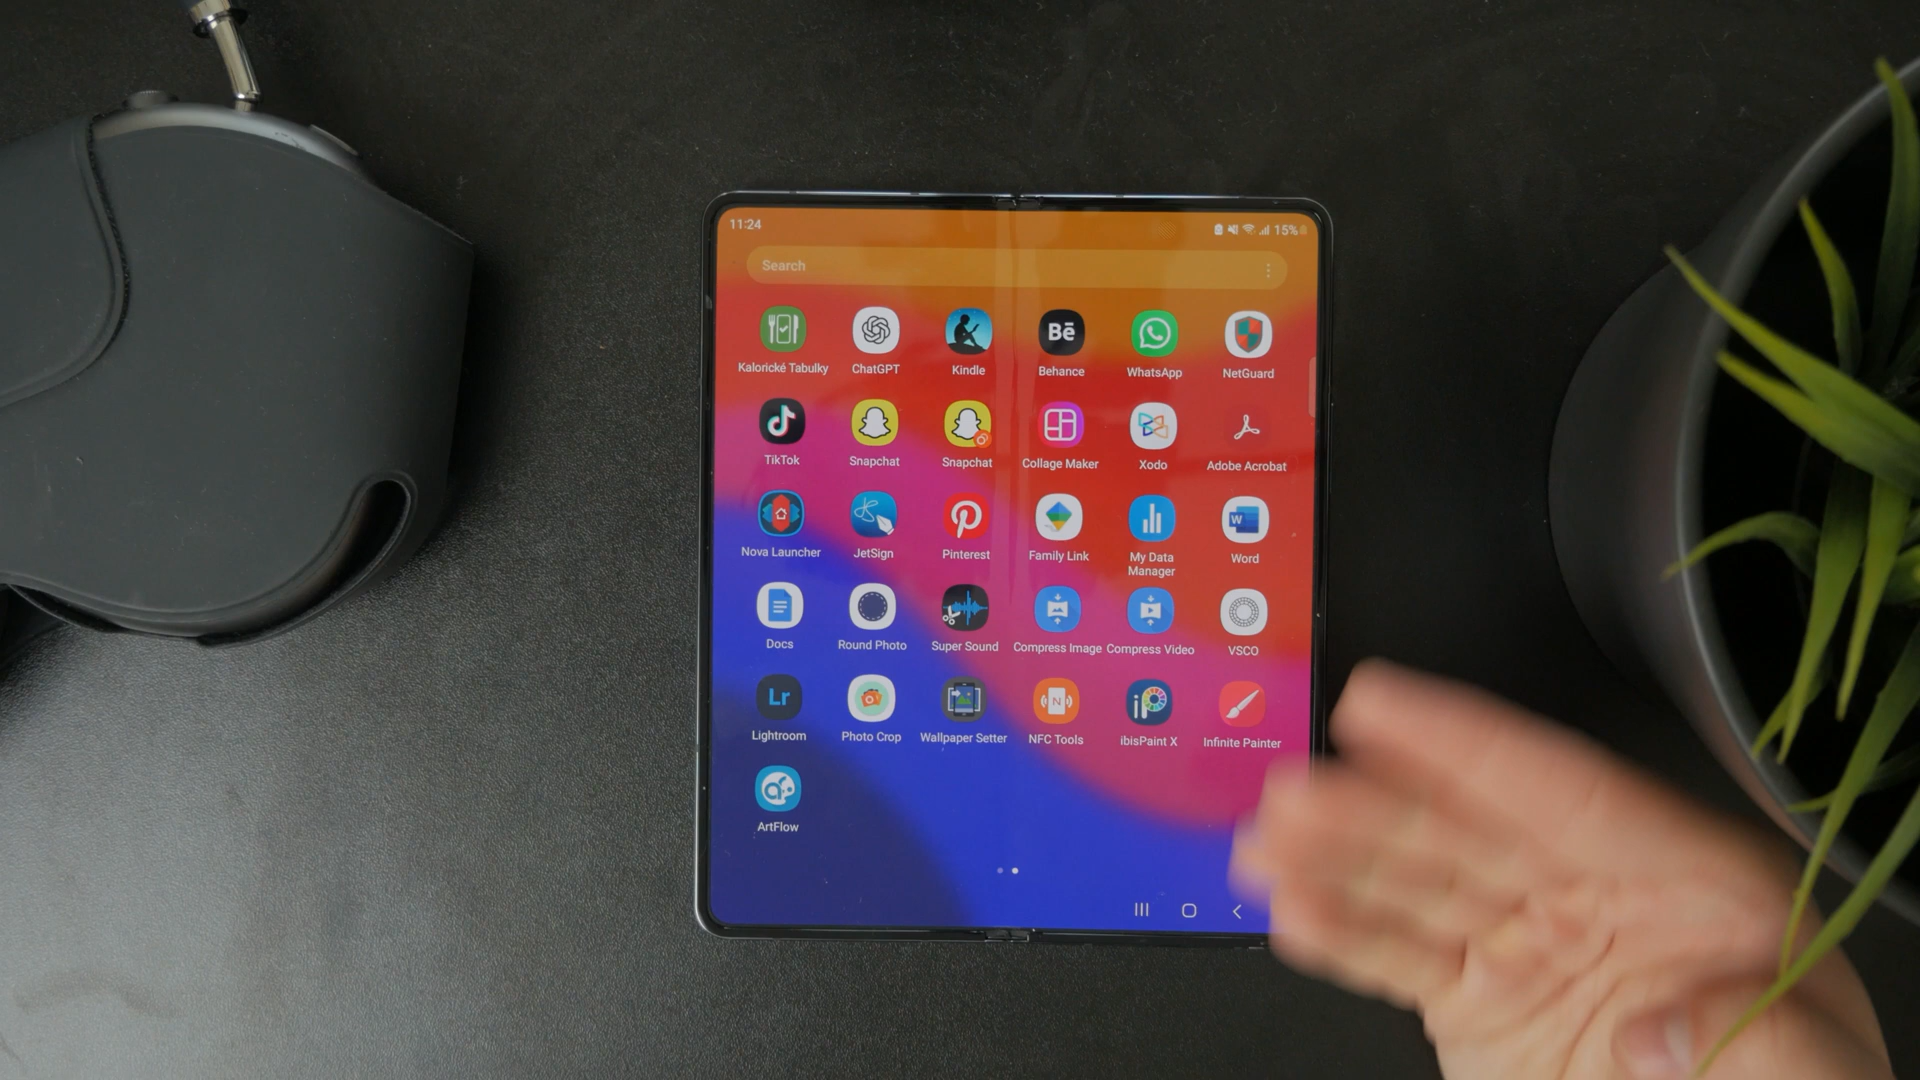 11:24
15%
Search
Kalorické Tabulky
ChatGPT
Kindle
Bē
Behance
WhatsApp
NetGuard
TikTok
Snapchat
Snapchat
Collage Maker
Xodo
Adobe Acrobat
Nova Launcher
JetSign
Pinterest
Family Link
My Data
Manager
W
Word
Docs
Round Photo
Super Sound
Compress Image
Compress Video
VSCO
Lr
Lightroom
Photo Crop
Wallpaper Setter
N
NFC Tools
iP
ibisPaint X
Infinite Painter
a
ArtFlow